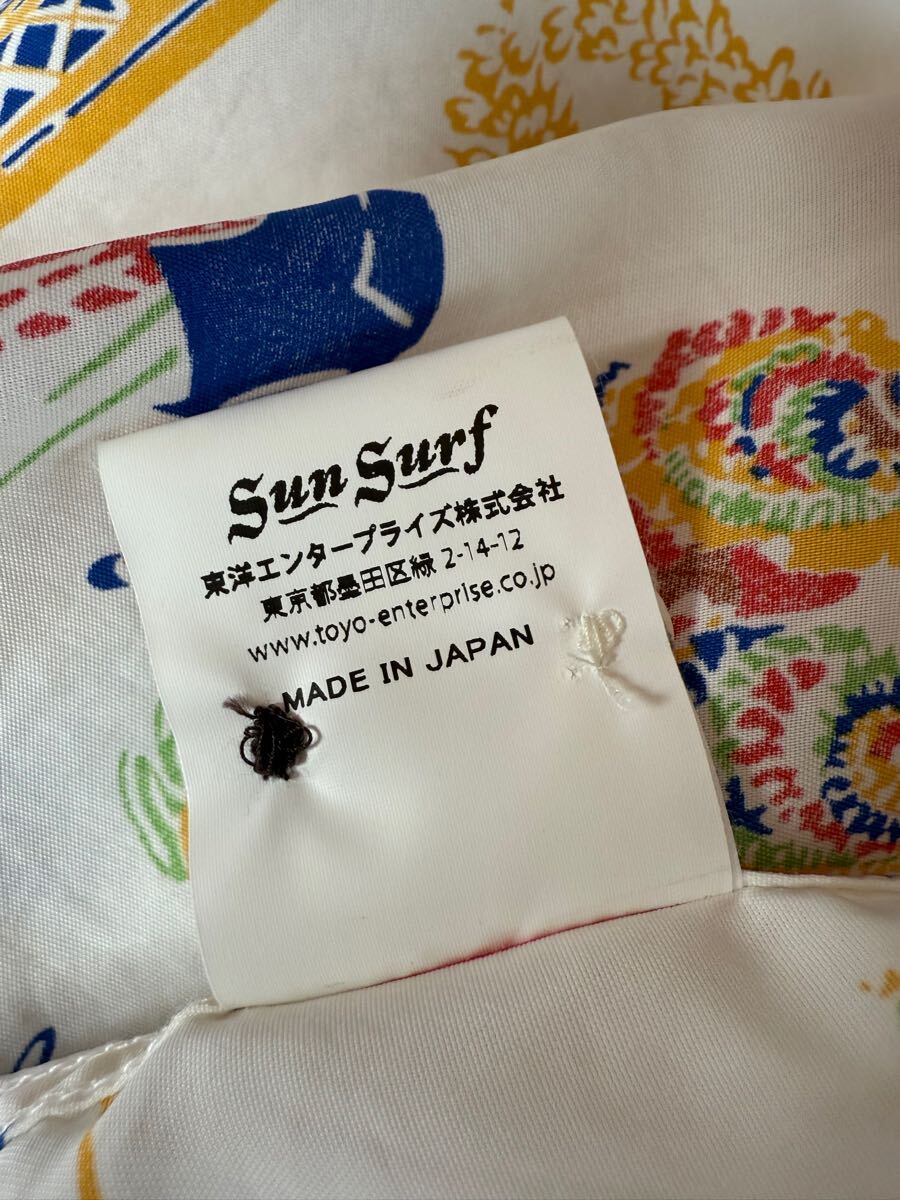 Sun Surf
東洋エンタープライズ株式会社
東京都墨田区緑 2-14-12
www.toyo-enterprise.co.jp
MADE IN JAPAN